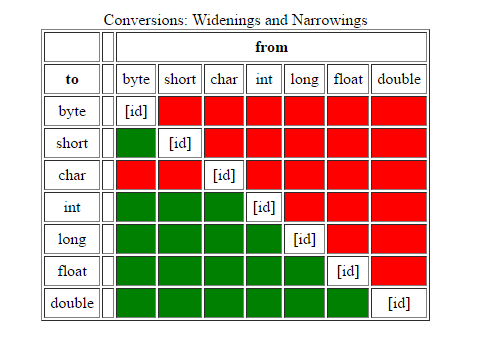 Conversions: Widenings and Narrowings
from
to byte short char int long float double
byte [id]
short [id]
char [id]
int [id]
long [id]
float [id]
double [id]